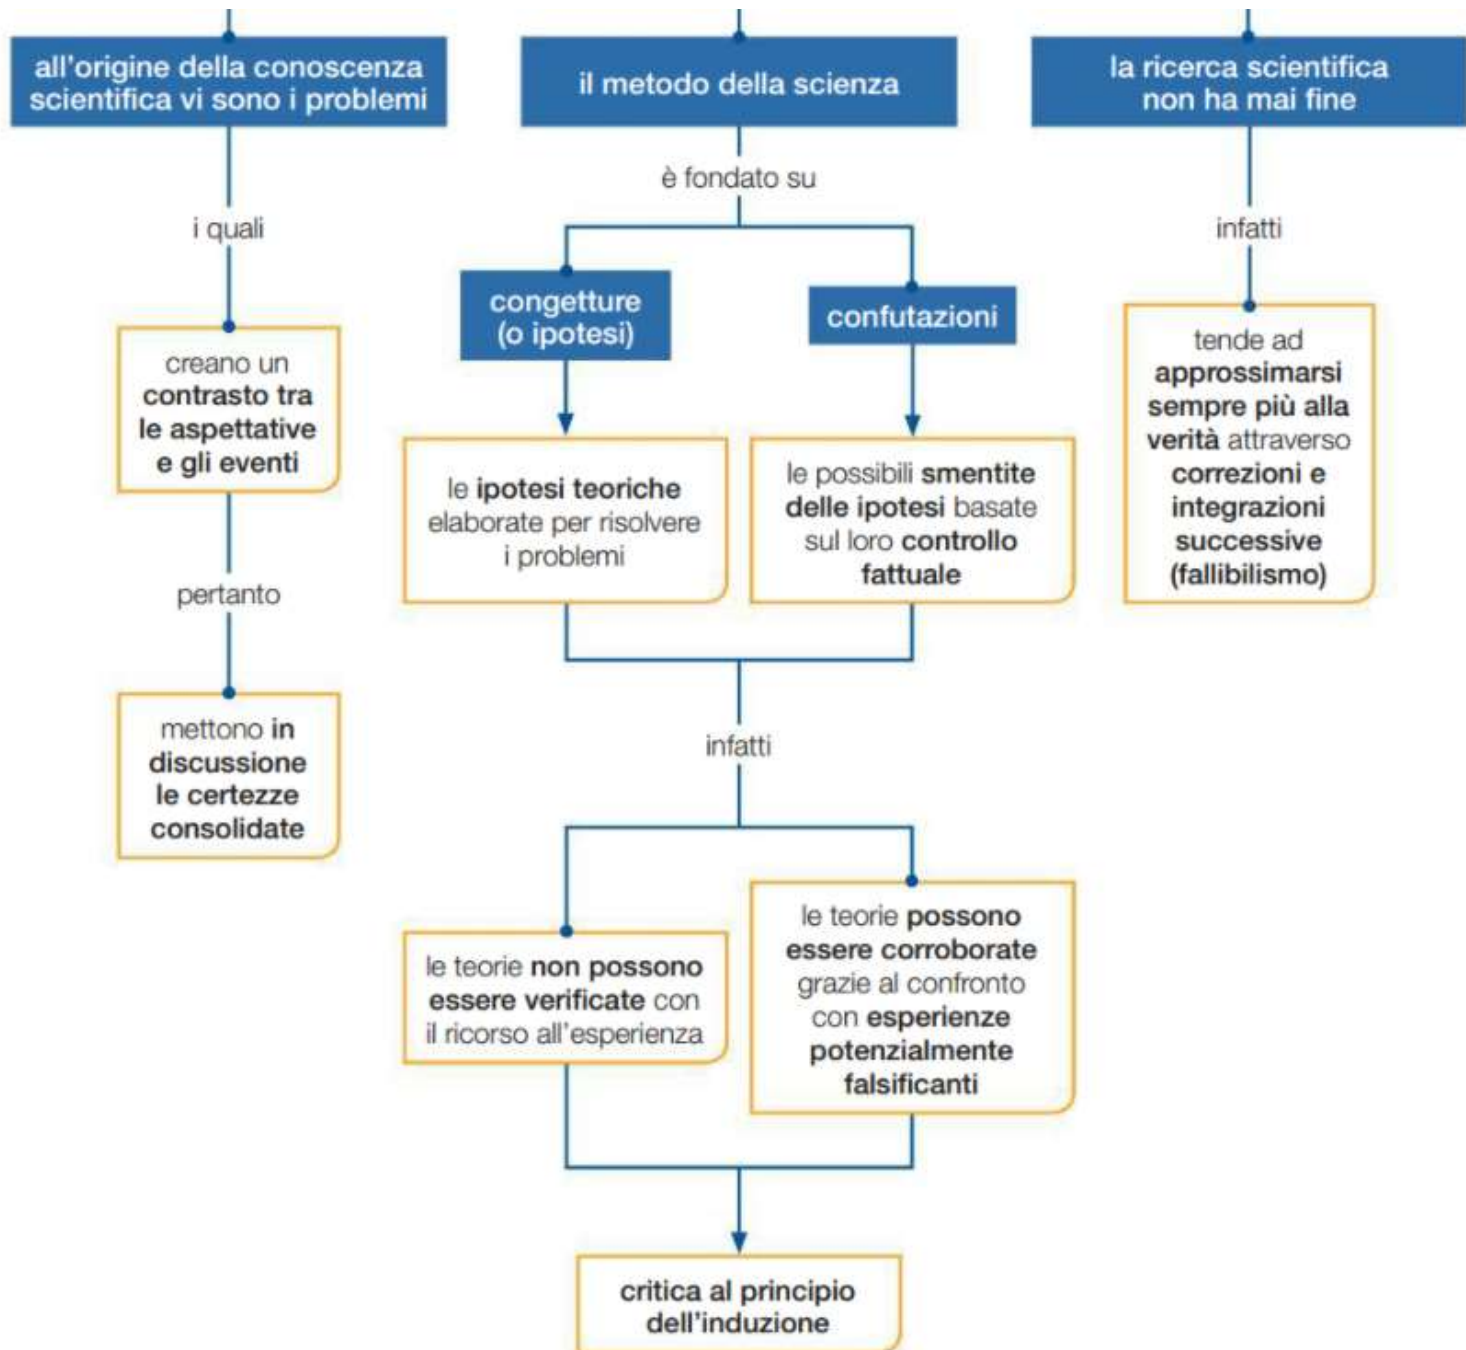 all'origine della conoscenza
scientifica vi sono i problemi
i quali
creano un
contrasto tra
le aspettative
e gli eventi
pertanto
mettono in
discussione
le certezze
consolidate
il metodo della scienza
è fondato su
congetture
(o ipotesi)
le ipotesi teoriche
elaborate per risolvere
i problemi
confutazioni
le possibili smentite
delle ipotesi basate
sul loro controllo
fattuale
infatti
le teorie non possono
essere verificate con
il ricorso all'esperienza
le teorie possono
essere corroborate
grazie al confronto
con esperienze
potenzialmente
falsificanti
critica al principio
dell'induzione
la ricerca scientifica
non ha mai fine
infatti
tende ad
approssimarsi
sempre più alla
verità attraverso
correzioni e
integrazioni
successive
(fallibilismo)